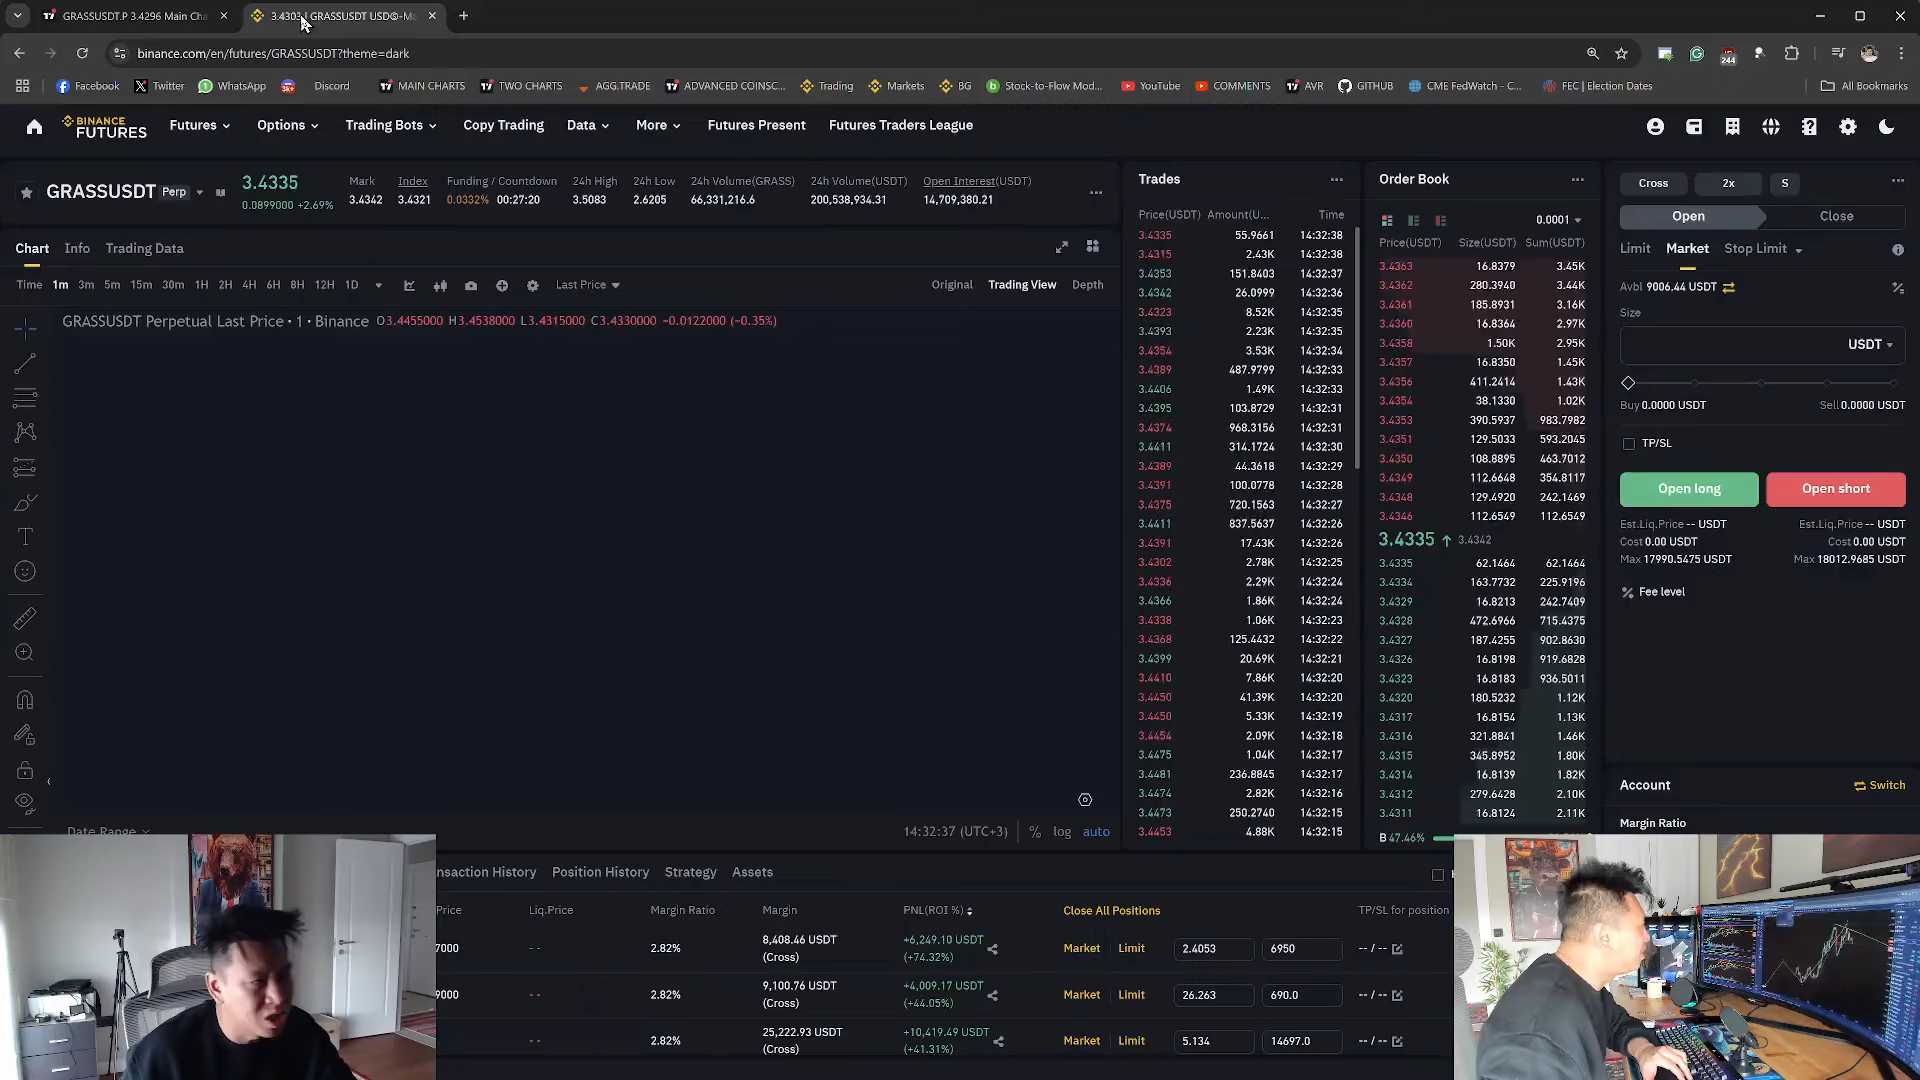 GRASSUSDT.P 3.4296 Main Cha
3.4303 | GRASSUSDT USD©-Ma
binance.com/en/futures/GRASSUSDT?theme=dark
244
Facebook
Twitter
WhatsApp
3k+
Discord
MAIN CHARTS
TWO CHARTS
AGG.TRADE
ADVANCED COINSC...
Trading
Markets
BG
Stock-to-Flow Mod...
YouTube
COMMENTS
AVR
GITHUB
CME FedWatch - C...
FEC | Election Dates
All Bookmarks
BINANCE
FUTURES
Futures
Options
Trading Bots
Copy Trading
Data
More
Futures Present
Futures Traders League
GRASSUSDT Perp
3.4335
0.0899000 +2.69%
Mark
3.4342
Index
3.4321
Funding / Countdown
0.0332% 00:27:20
24h High
3.5083
24h Low
2.6205
24h Volume(GRASS)
66,331,216.6
24h Volume(USDT)
200,538,934.31
Open Interest(USDT)
14,709,380.21
Chart Info Trading Data
Time 1m 3m 5m 15m 30m 1H 2H 4H 6H 8H 12H 1D
Last Price
Original Trading View Depth
GRASSUSDT Perpetual Last Price · 1 · Binance O3.4455000 H3.4538000 L3.4315000 C3.4330000 -0.0122000 (-0.35%)
Date Range
14:32:37 (UTC+3) % log auto
Trades
Price(USDT) Amount(U... Time
3.4335 55.9661 14:32:38
3.4315 2.43K 14:32:38
3.4353 151.8403 14:32:37
3.4342 26.0999 14:32:36
3.4323 8.52K 14:32:35
3.4393 2.23K 14:32:35
3.4354 3.53K 14:32:34
3.4389 487.9799 14:32:33
3.4406 1.49K 14:32:33
3.4395 103.8729 14:32:31
3.4374 968.3156 14:32:31
3.4411 314.1724 14:32:30
3.4389 44.3618 14:32:29
3.4391 100.0778 14:32:28
3.4375 720.1563 14:32:27
3.4411 837.5637 14:32:26
3.4391 17.43K 14:32:26
3.4302 2.78K 14:32:25
3.4336 2.29K 14:32:24
3.4366 1.86K 14:32:24
3.4338 1.06K 14:32:23
3.4368 125.4432 14:32:22
3.4399 20.69K 14:32:21
3.4410 7.86K 14:32:20
3.4450 41.39K 14:32:20
3.4450 5.33K 14:32:19
3.4454 2.09K 14:32:18
3.4475 1.04K 14:32:17
3.4481 236.8845 14:32:17
3.4474 2.82K 14:32:16
3.4473 250.2740 14:32:15
3.4453 4.88K 14:32:15
Order Book
0.0001
Price(USDT) Size(USDT) Sum(USDT)
3.4363 16.8379 3.45K
3.4362 280.3940 3.44K
3.4361 185.8931 3.16K
3.4360 16.8364 2.97K
3.4358 1.50K 2.95K
3.4357 16.8350 1.45K
3.4356 411.2414 1.43K
3.4354 38.1330 1.02K
3.4353 390.5937 983.7982
3.4351 129.5033 593.2045
3.4350 108.8895 463.7012
3.4349 112.6648 354.8117
3.4348 129.4920 242.1469
3.4346 112.6549 112.6549
3.4335 ↑ 3.4342
3.4335 62.1464 62.1464
3.4334 163.7732 225.9196
3.4329 16.8213 242.7409
3.4328 472.6966 715.4375
3.4327 187.4255 902.8630
3.4326 16.8198 919.6828
3.4323 16.8183 936.5011
3.4320 180.5232 1.12K
3.4317 16.8154 1.13K
3.4316 321.8841 1.46K
3.4315 345.8952 1.80K
3.4314 16.8139 1.82K
3.4312 279.6428 2.10K
3.4311 16.8124 2.11K
B 47.46%
Cross 2x S
Open Close
Limit Market Stop Limit
Avbl 9006.44 USDT
Size
USDT
Buy 0.0000 USDT Sell 0.0000 USDT
TP/SL
Open long Open short
Est.Liq.Price -- USDT Est.Liq.Price -- USDT
Cost 0.00 USDT Cost 0.00 USDT
Max 17990.5475 USDT Max 18012.9685 USDT
Fee level
Account Switch
Margin Ratio
nsaction History Position History Strategy Assets
Price Liq.Price Margin Ratio Margin PNL(ROI %) Close All Positions TP/SL for position
7000 -- 2.82% 8,408.46 USDT (Cross) +6,249.10 USDT (+74.32%) Market Limit 2.4053 6950 -- / --
9000 -- 2.82% 9,100.76 USDT (Cross) +4,009.17 USDT (+44.05%) Market Limit 26.263 690.0 -- / --
-- 2.82% 25,222.93 USDT (Cross) +10,419.49 USDT (+41.31%) Market Limit 5.134 14697.0 -- / --